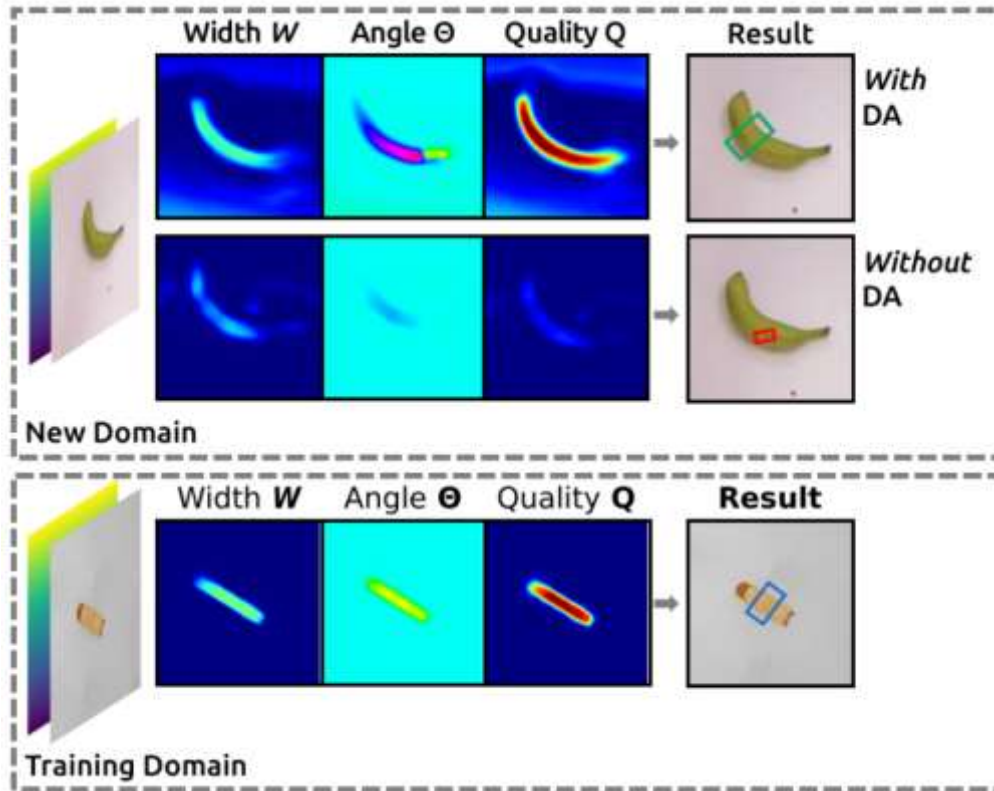 Width W Angle Θ Quality Q Result
With
DA
Without
DA
New Domain
Width W Angle Θ Quality Q Result
Training Domain